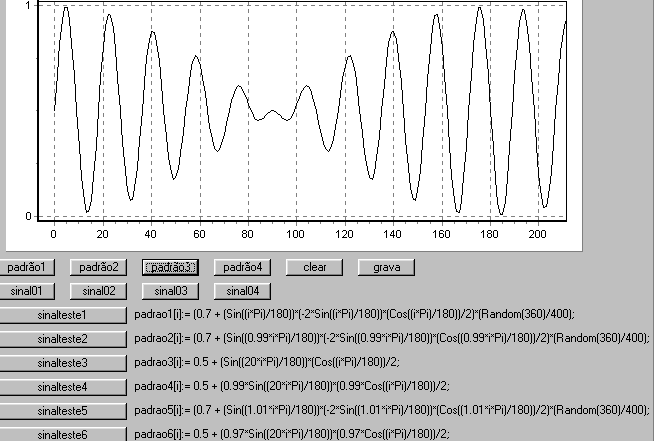 1
0
0 20 40 60 80 100 120 140 160 180 200
padrão1 padrão2 padrão3 padrão4 clear grava
sinal01 sinal02 sinal03 sinal04
sinalteste1 padrao1[i]:= (0.7 + (Sin((i*Pi)/180))*(-2*Sin((i*Pi)/180))*(Cos((i*Pi)/180))/2)*(Random(360)/400);
sinalteste2 padrao2[i]:= (0.7 + (Sin((0.99*i*Pi)/180))*(-2*Sin((0.99*i*Pi)/180))*(Cos((0.99*i*Pi)/180))/2)*(Random(360)/400);
sinalteste3 padrao3[i]:= 0.5 + (Sin((20*i*Pi)/180))*(Cos((i*Pi)/180))/2;
sinalteste4 padrao4[i]:= 0.5 + (0.99*Sin((20*i*Pi)/180))*(0.99*Cos((i*Pi)/180))/2;
sinalteste5 padrao5[i]:= (0.7 + (Sin((1.01*i*Pi)/180))*(-2*Sin((1.01*i*Pi)/180))*(Cos((1.01*i*Pi)/180))/2)*(Random(360)/400);
sinalteste6 padrao6[i]:= 0.5 + (0.97*Sin((20*i*Pi)/180))*(0.97*Cos((i*Pi)/180))/2;